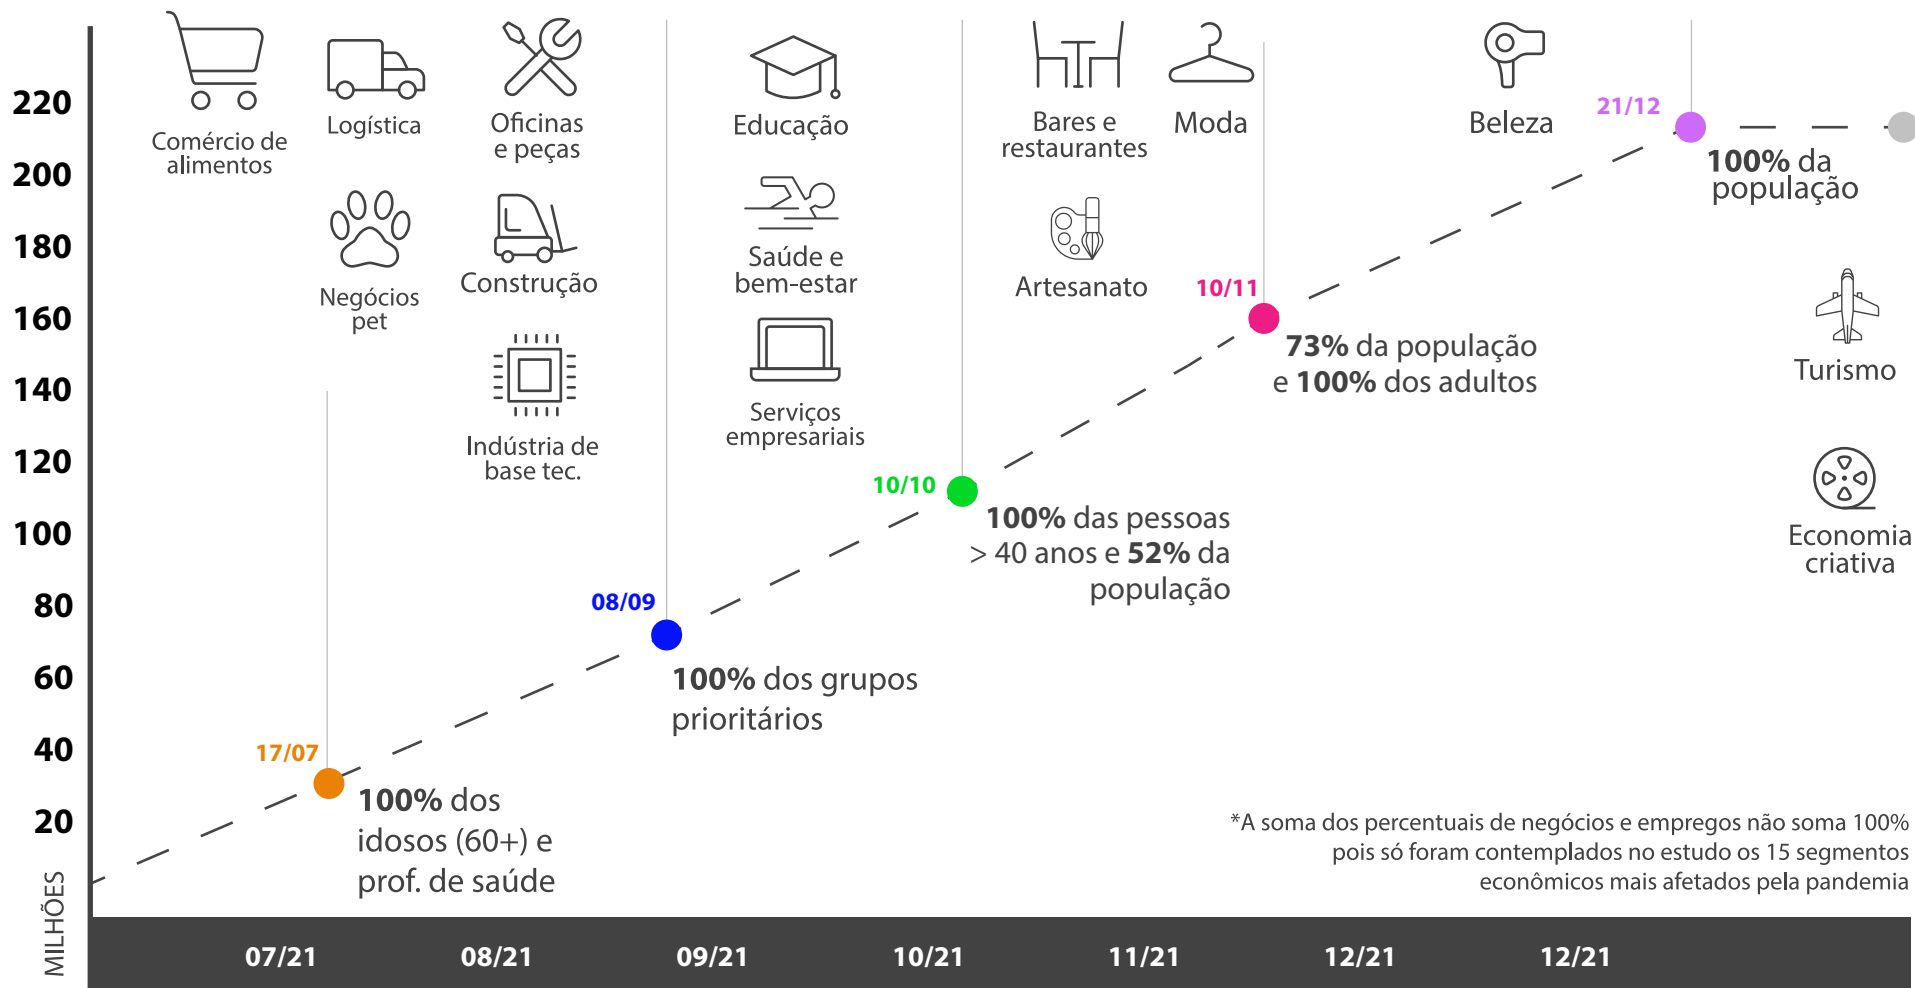 220
200
180
160
140
120
100
80
60
40
20
MILHÕES
Comércio de
alimentos
Logística
Negócios
pet
Oficinas
e peças
Construção
Indústria de
base tec.
Educação
Saúde e
bem-estar
Serviços
empresariais
Bares e
restaurantes
Artesanato
Moda
Beleza
Turismo
Economia
criativa
17/07
100% dos
idosos (60+) e
prof. de saúde
08/09
100% dos grupos
prioritários
10/10
100% das pessoas
> 40 anos e 52% da
população
10/11
73% da população
e 100% dos adultos
21/12
100% da
população
*A soma dos percentuais de negócios e empregos não soma 100%
pois só foram contemplados no estudo os 15 segmentos
econômicos mais afetados pela pandemia
07/21
08/21
09/21
10/21
11/21
12/21
12/21